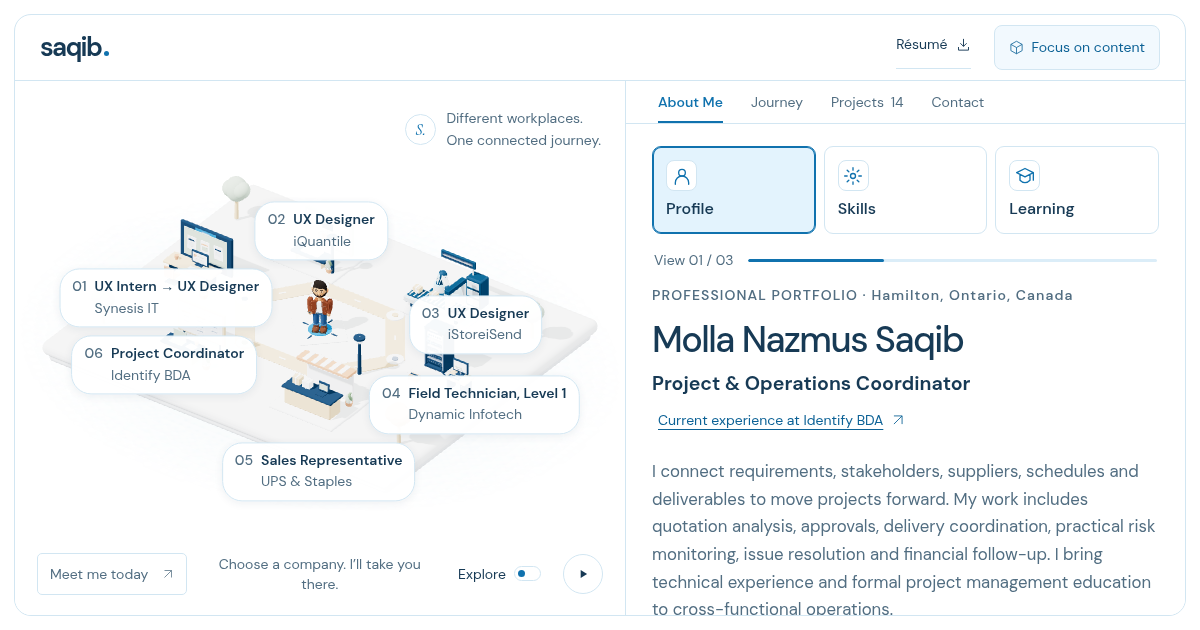 saqib.
Résumé
Focus on content
S.
Different workplaces.
One connected journey.
02 UX Designer
iQuantile
01 UX Intern → UX Designer
Synesis IT
03 UX Designer
iStoreiSend
06 Project Coordinator
Identify BDA
04 Field Technician, Level 1
Dynamic Infotech
05 Sales Representative
UPS & Staples
Meet me today
Choose a company. I’ll take you
there.
Explore
About Me
Journey
Projects 14
Contact
Profile
Skills
Learning
View 01 / 03
PROFESSIONAL PORTFOLIO · Hamilton, Ontario, Canada
Molla Nazmus Saqib
Project & Operations Coordinator
Current experience at Identify BDA
I connect requirements, stakeholders, suppliers, schedules and
deliverables to move projects forward. My work includes
quotation analysis, approvals, delivery coordination, practical risk
monitoring, issue resolution and financial follow-up. I bring
technical experience and formal project management education
to cross-functional operations.